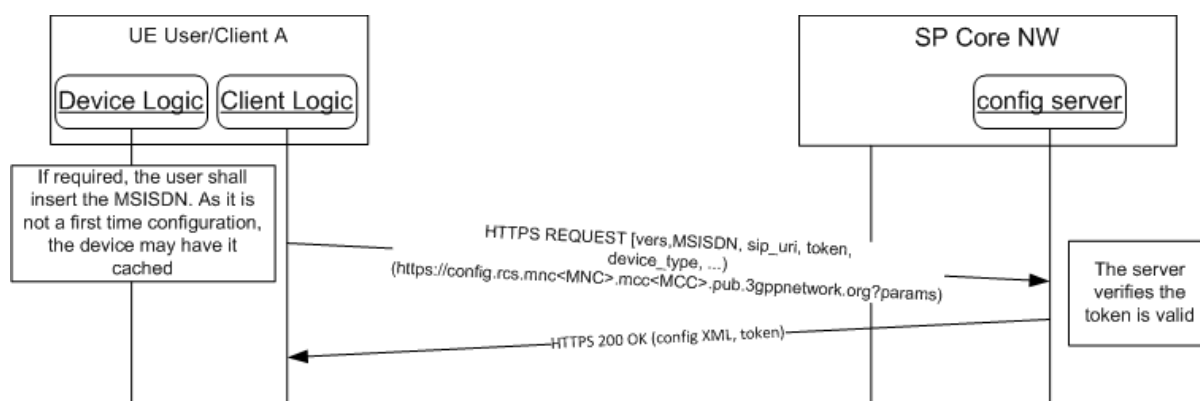 UE User/Client A
SP Core NW
Device Logic
Client Logic
config server
If required, the user shall
insert the MSISDN. As it is
not a first time configuration,
the device may have it
cached
HTTPS REQUEST [vers,MSISDN, sip_uri, token,
device_type, ...)
(https://config.rcs.mnc<MNC>.mcc<MCC>.pub.3gppnetwork.org?params)
The server
verifies the
token is valid
HTTPS 200 OK (config XML, token)